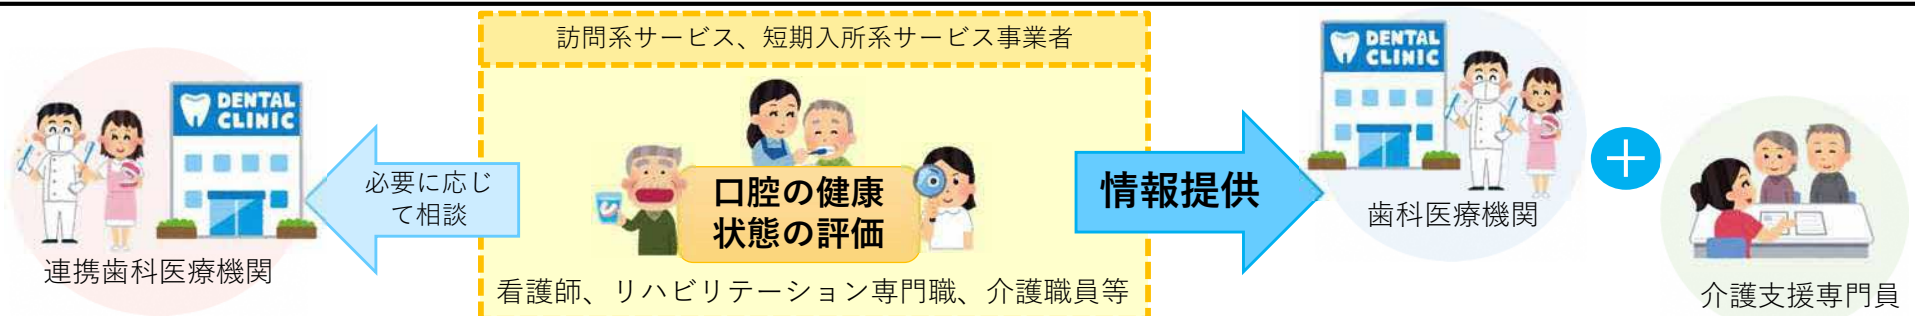 訪問系サービス、短期入所系サービス事業者
DENTAL
CLINIC
必要に応じ
て相談
連携歯科医療機関
口腔の健康
状態の評価
看護師、リハビリテーション専門職、介護職員等
情報提供
DENTAL
CLINIC
歯科医療機関
＋
介護支援専門員